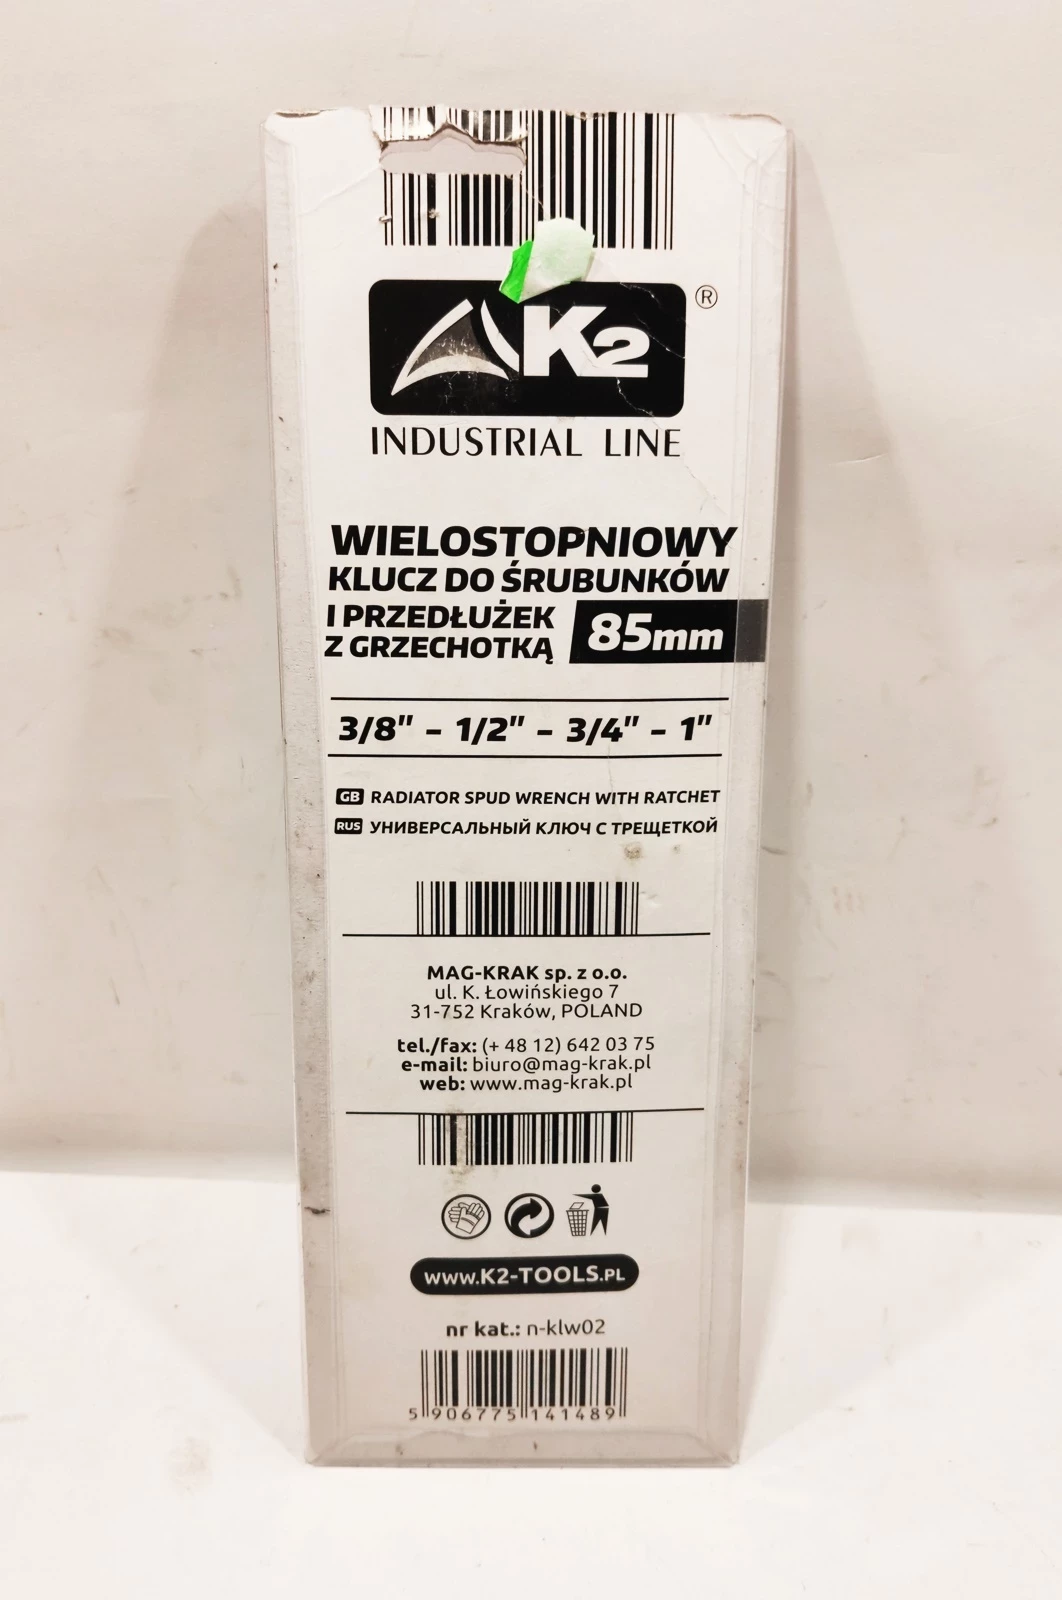 K2 ®
INDUSTRIAL LINE
WIELOSTOPNIOWY
KLUCZ DO ŚRUBUNKÓW
I PRZEDŁUŻEK
Z GRZECHOTKĄ
85mm
3/8" - 1/2" - 3/4" - 1"
GB RADIATOR SPUD WRENCH WITH RATCHET
RUS УНИВЕРСАЛЬНЫЙ КЛЮЧ С ТРЕЩЕТКОЙ
MAG-KRAK sp. z o.o.
ul. K. Łowińskiego 7
31-752 Kraków, POLAND
tel./fax: (+ 48 12) 642 03 75
e-mail: biuro@mag-krak.pl
web: www.mag-krak.pl
www.K2-TOOLS.PL
nr kat.: n-klw02
5 906775 141489